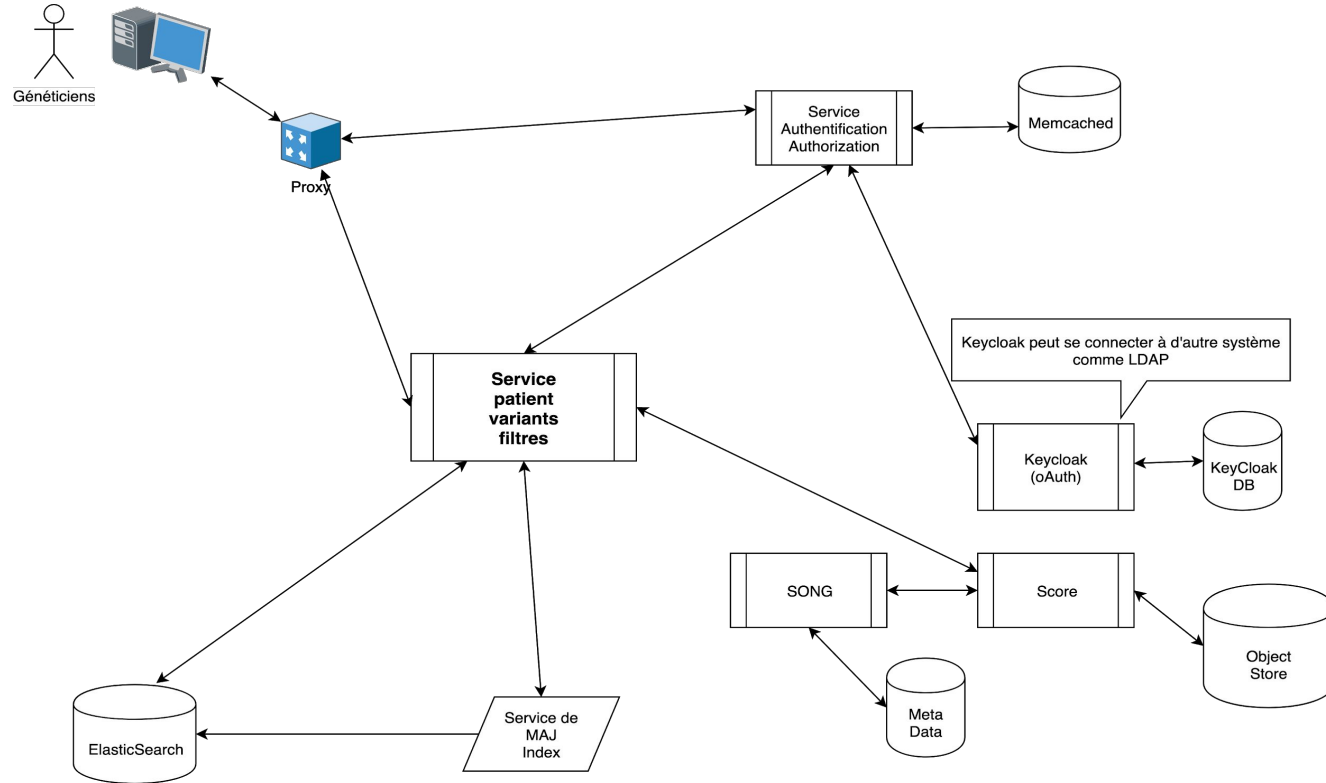 Généticiens
Proxy
Service
Authentification
Authorization
Memcached
Keycloak peut se connecter à d'autre système
comme LDAP
Service
patient
variants
filtres
Keycloak
(oAuth)
KeyCloak
DB
SONG
Score
Object
Store
Meta
Data
ElasticSearch
Service de
MAJ
Index